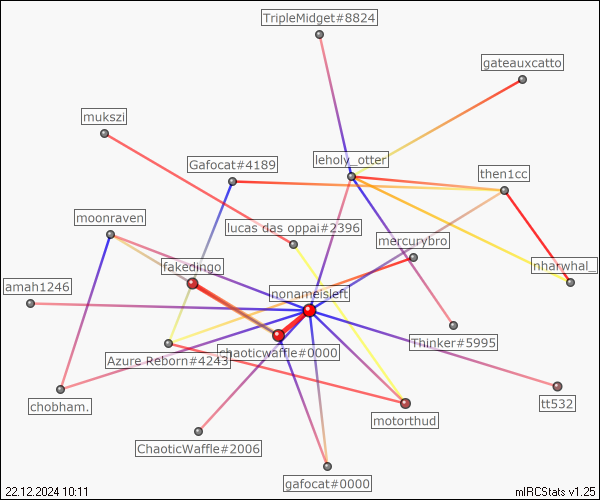 TripleMidget#8824
gateauxcatto
mukszi
leholy_otter
Gafocat#4189
then1cc
moonraven
lucas das oppai#2396
mercurybro
fakedingo
nharwhal_
amah1246
nonameisleft
Thinker#5995
chaoticwaffle#0000
Azure Reborn#4243
chobham.
tt532
motorthud
ChaoticWaffle#2006
gafocat#0000
22.12.2024 10:11
mIRCStats v1.25